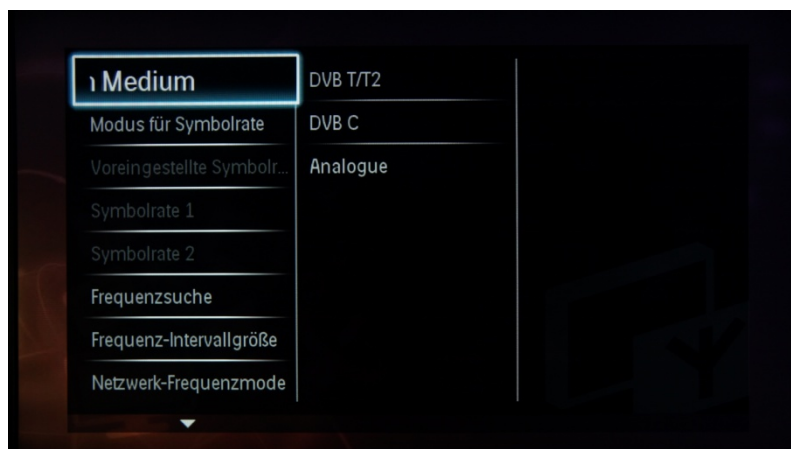 Medium
Modus für Symbolrate
Voreingestellte Symbolr...
Symbolrate 1
Symbolrate 2
Frequenzsuche
Frequenz-Intervallgröße
Netzwerk-Frequenzmode
DVB T/T2
DVB C
Analogue